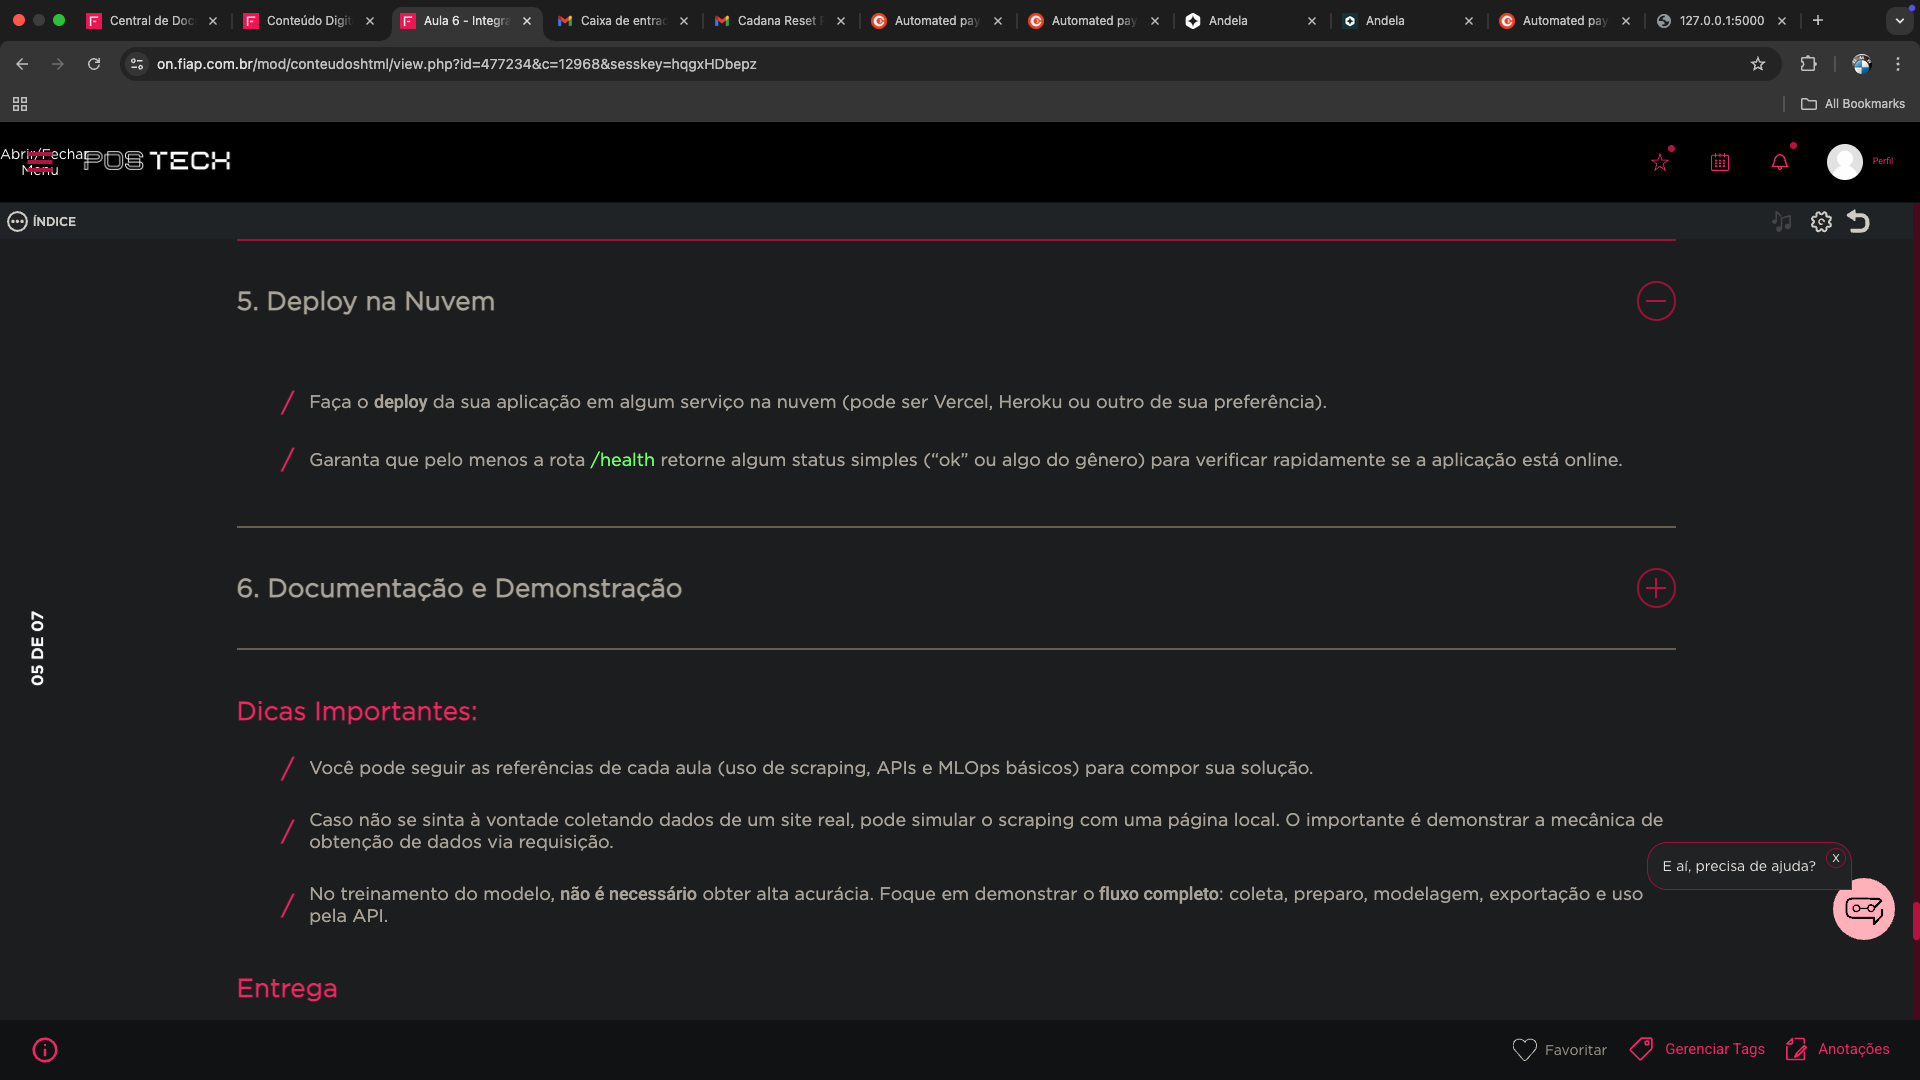 Central de Doc
Conteúdo Digit
Aula 6 - Integra
Caixa de entrad
Cadana Reset P
Automated pay
Automated pay
Andela
Andela
Automated pay
127.0.0.1:5000
on.fiap.com.br/mod/conteudoshtml/view.php?id=477234&c=12968&sesskey=hqgxHDbepz
All Bookmarks
Abrir/Fechar
Menu
POS TECH
Perfil
ÍNDICE
5. Deploy na Nuvem
Faça o deploy da sua aplicação em algum serviço na nuvem (pode ser Vercel, Heroku ou outro de sua preferência).
Garanta que pelo menos a rota /health retorne algum status simples (“ok” ou algo do gênero) para verificar rapidamente se a aplicação está online.
6. Documentação e Demonstração
05 DE 07
Dicas Importantes:
Você pode seguir as referências de cada aula (uso de scraping, APIs e MLOps básicos) para compor sua solução.
Caso não se sinta à vontade coletando dados de um site real, pode simular o scraping com uma página local. O importante é demonstrar a mecânica de
obtenção de dados via requisição.
E aí, precisa de ajuda?
X
No treinamento do modelo, não é necessário obter alta acurácia. Foque em demonstrar o fluxo completo: coleta, preparo, modelagem, exportação e uso
pela API.
Entrega
Favoritar
Gerenciar Tags
Anotações